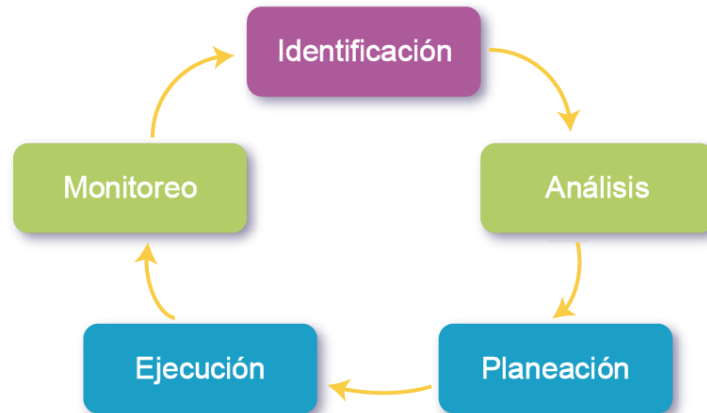 Identificación
Análisis
Planeación
Ejecución
Monitoreo